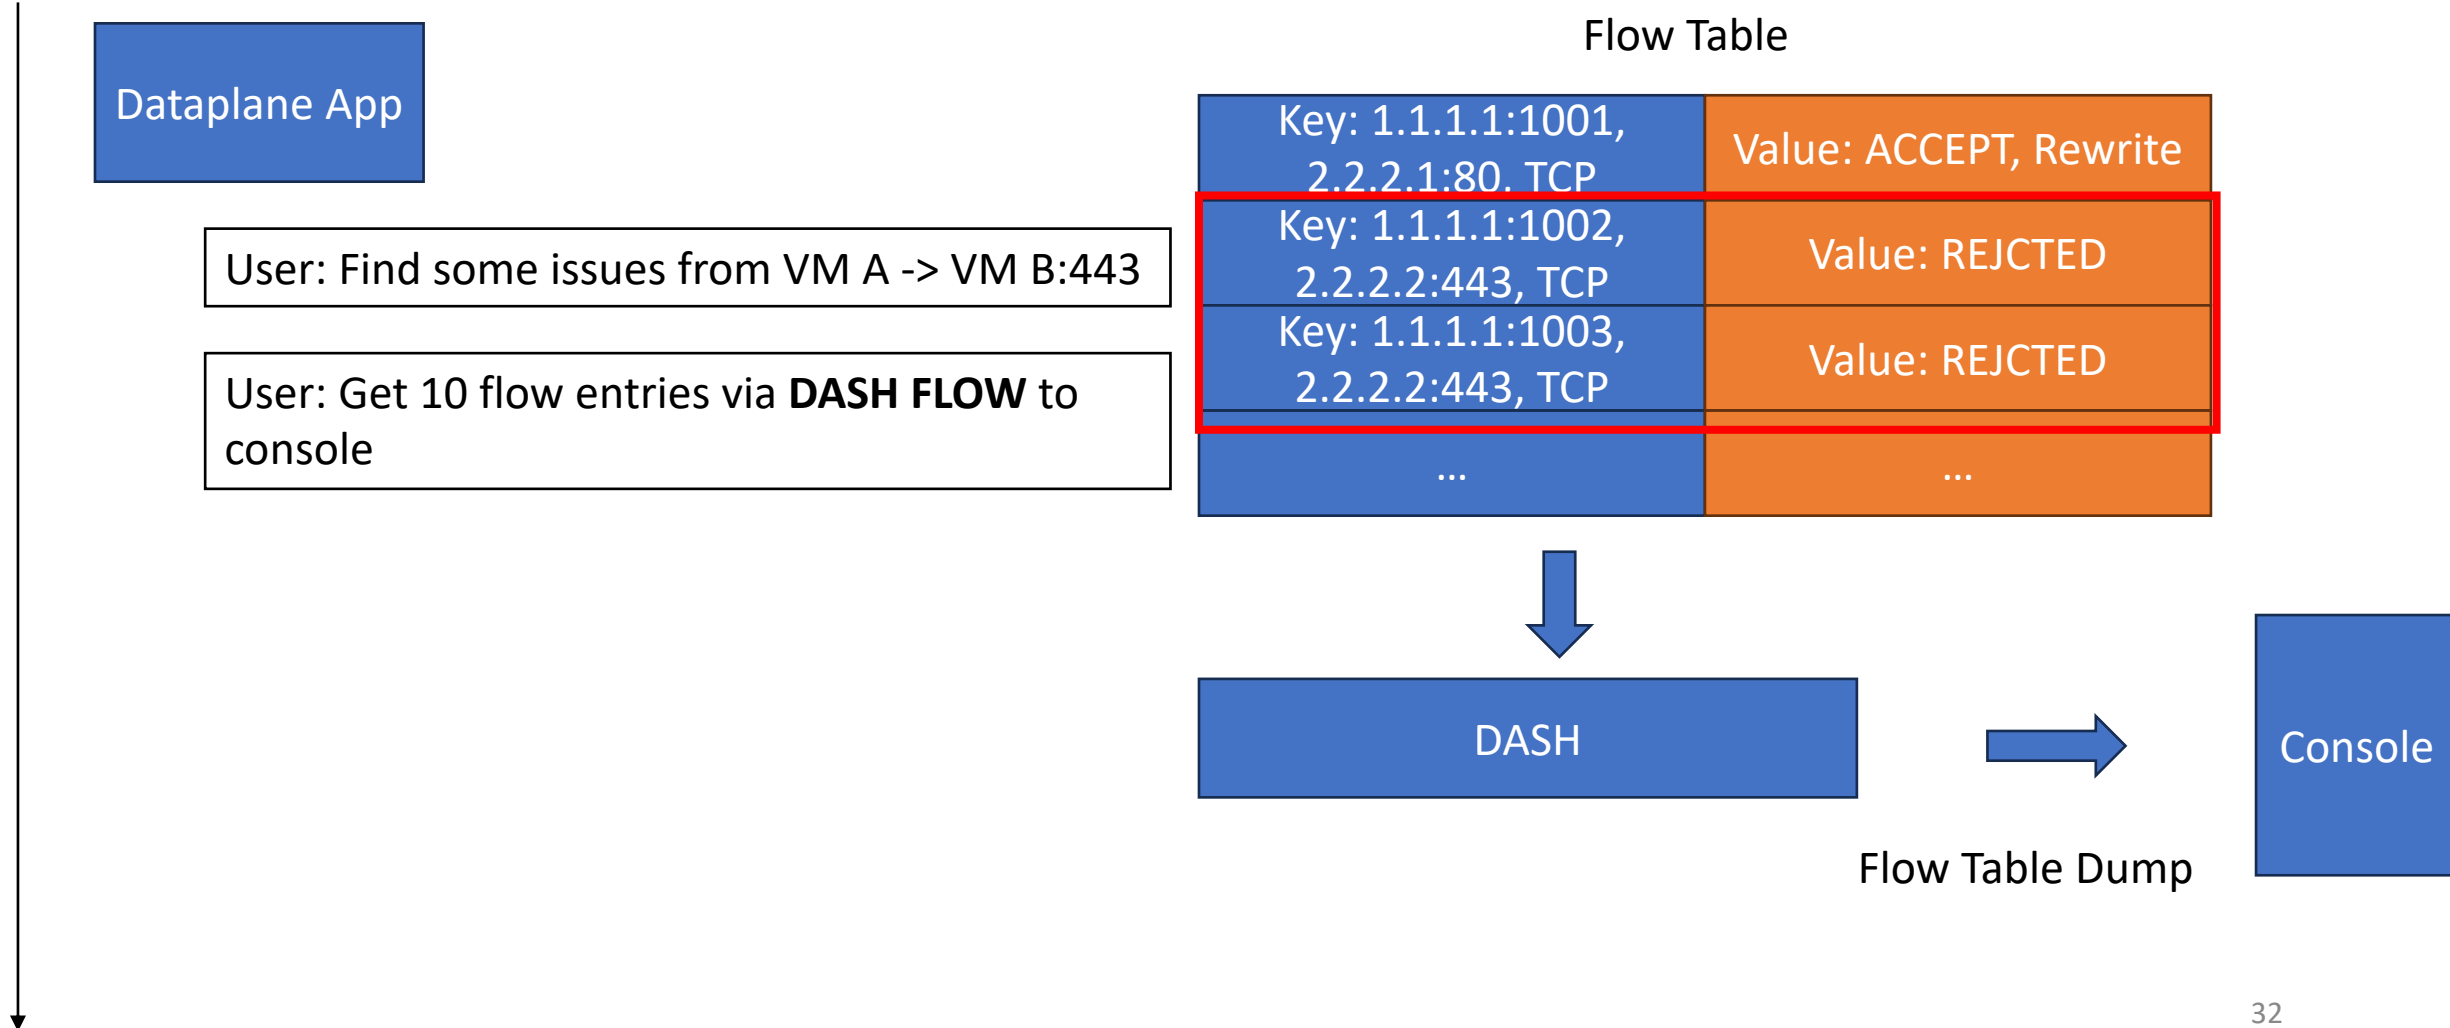 Flow Table
Dataplane App
Key: 1.1.1.1:1001,
2.2.2.1:80, TCP
Value: ACCEPT, Rewrite
User: Find some issues from VM A -> VM B:443
Key: 1.1.1.1:1002,
2.2.2.2:443, TCP
Value: REJCTED
User: Get 10 flow entries via DASH FLOW to
console
Key: 1.1.1.1:1003,
2.2.2.2:443, TCP
Value: REJCTED
...
...
DASH
Console
Flow Table Dump
32